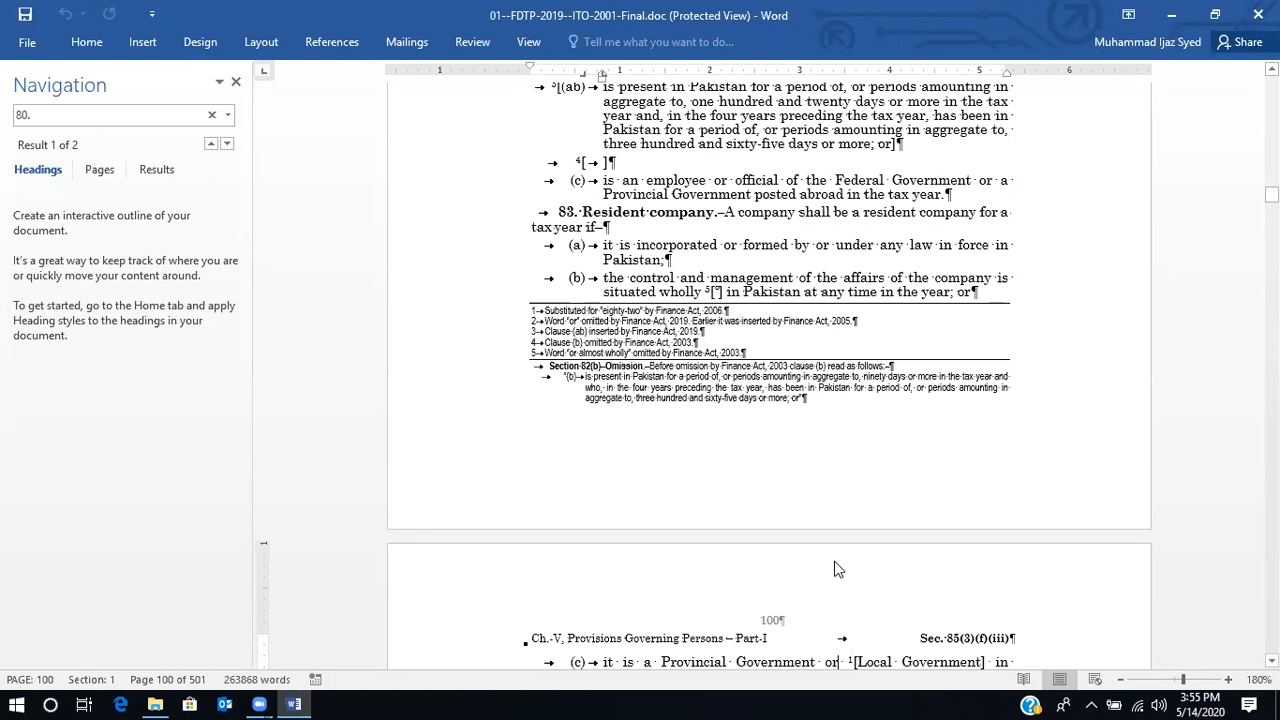 01--FDTP-2019--ITO-2001-Final.doc (Protected View) - Word
File Home Insert Design Layout References Mailings Review View Tell me what you want to do... Muhammad Ijaz Syed Share
Navigation
80.
Result 1 of 2
Headings Pages Results
Create an interactive outline of your
document.
It's a great way to keep track of where you
are or quickly move your content around.
To get started, go to the Home tab and apply
Heading styles to the headings in your
document.
1 1 2 3 4 5 6
3[(ab) is present in Pakistan for a period of, or periods amounting in
aggregate to, one hundred and twenty days or more in the tax
year and, in the four years preceding the tax year, has been in
Pakistan for a period of, or periods amounting in aggregate to,
three hundred and sixty-five days or more; or]¶
4[ → ]¶
(c) → is an employee or official of the Federal Government or a
Provincial Government posted abroad in the tax year.¶
→ 83. Resident company.–A company shall be a resident company for a
tax year if–¶
→ (a) → it is incorporated or formed by or under any law in force in
Pakistan;¶
→ (b) → the control and management of the affairs of the company is
situated wholly 5[°] in Pakistan at any time in the year; or¶
1→Substituted for "eighty-two" by Finance Act, 2006.¶
2→Word "or" omitted by Finance Act, 2019. Earlier it was inserted by Finance Act, 2005.¶
3→Clause (ab) inserted by Finance Act, 2019.¶
4→Clause (b) omitted by Finance Act, 2003.¶
5→Word "or almost wholly" omitted by Finance Act, 2003.¶
→ Section 82(b)–Omission.–Before omission by Finance Act, 2003 clause (b) read as follows:–¶
→ "(b)→is present in Pakistan for a period of, or periods amounting in aggregate to, ninety days or more in the tax year and
who, in the four years preceding the tax year, has been in Pakistan for a period of, or periods amounting in
aggregate to, three hundred and sixty-five days or more; or"¶
1
100¶
Ch.-V, Provisions Governing Persons – Part-I → Sec. 85(3)(f)(iii)¶
→ (c) → it is a Provincial Government or 1[Local Government] in
PAGE: 100 Section: 1 Page 100 of 501 263868 words 180%
3:55 PM
5/14/2020